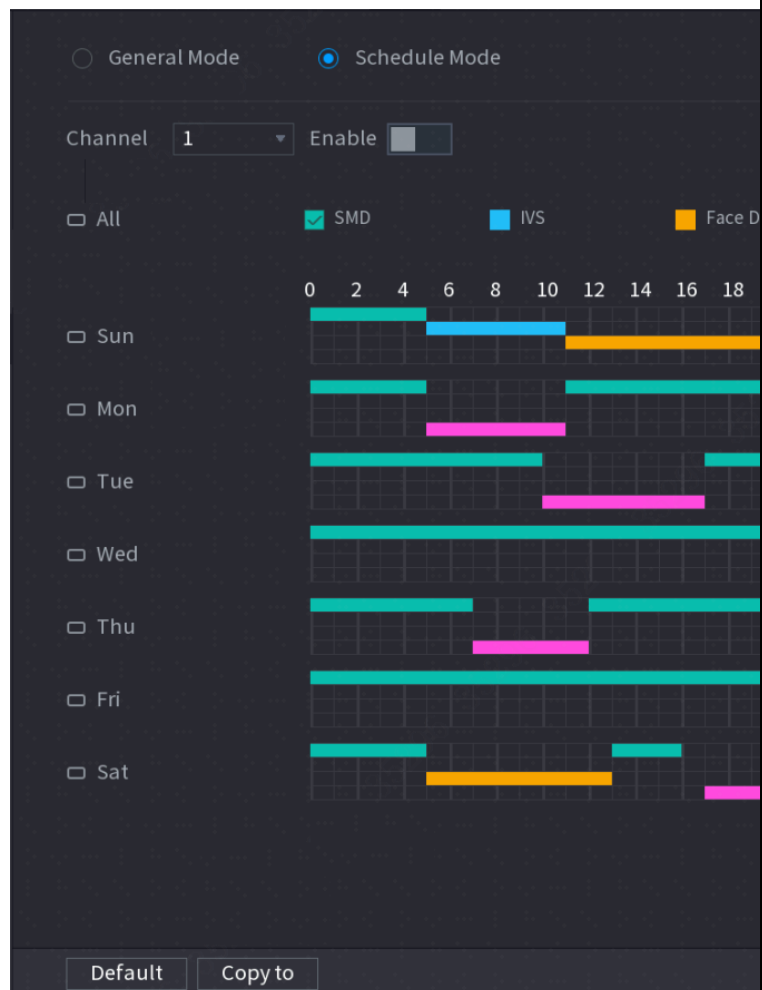 General Mode Schedule Mode
Channel 1 Enable
All SMD IVS Face D
0 2 4 6 8 10 12 14 16 18
Sun
Mon
Tue
Wed
Thu
Fri
Sat
Default Copy to